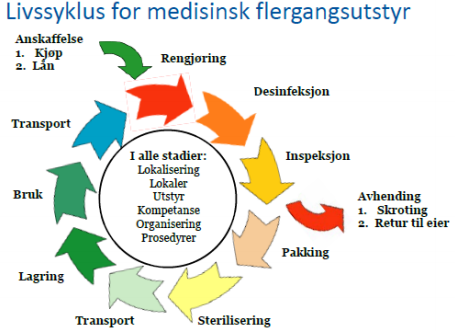 Livssyklus for medisinsk flergangsutstyr
Anskaffelse
1. Kjøp
2. Lån
Rengjøring
Desinfeksjon
Inspeksjon
Avhending
1. Skroting
2. Retur til eier
Pakking
Sterilisering
Transport
Lagring
Bruk
Transport
I alle stadier:
Lokalisering
Lokaler
Utstyr
Kompetanse
Organisering
Prosedyrer